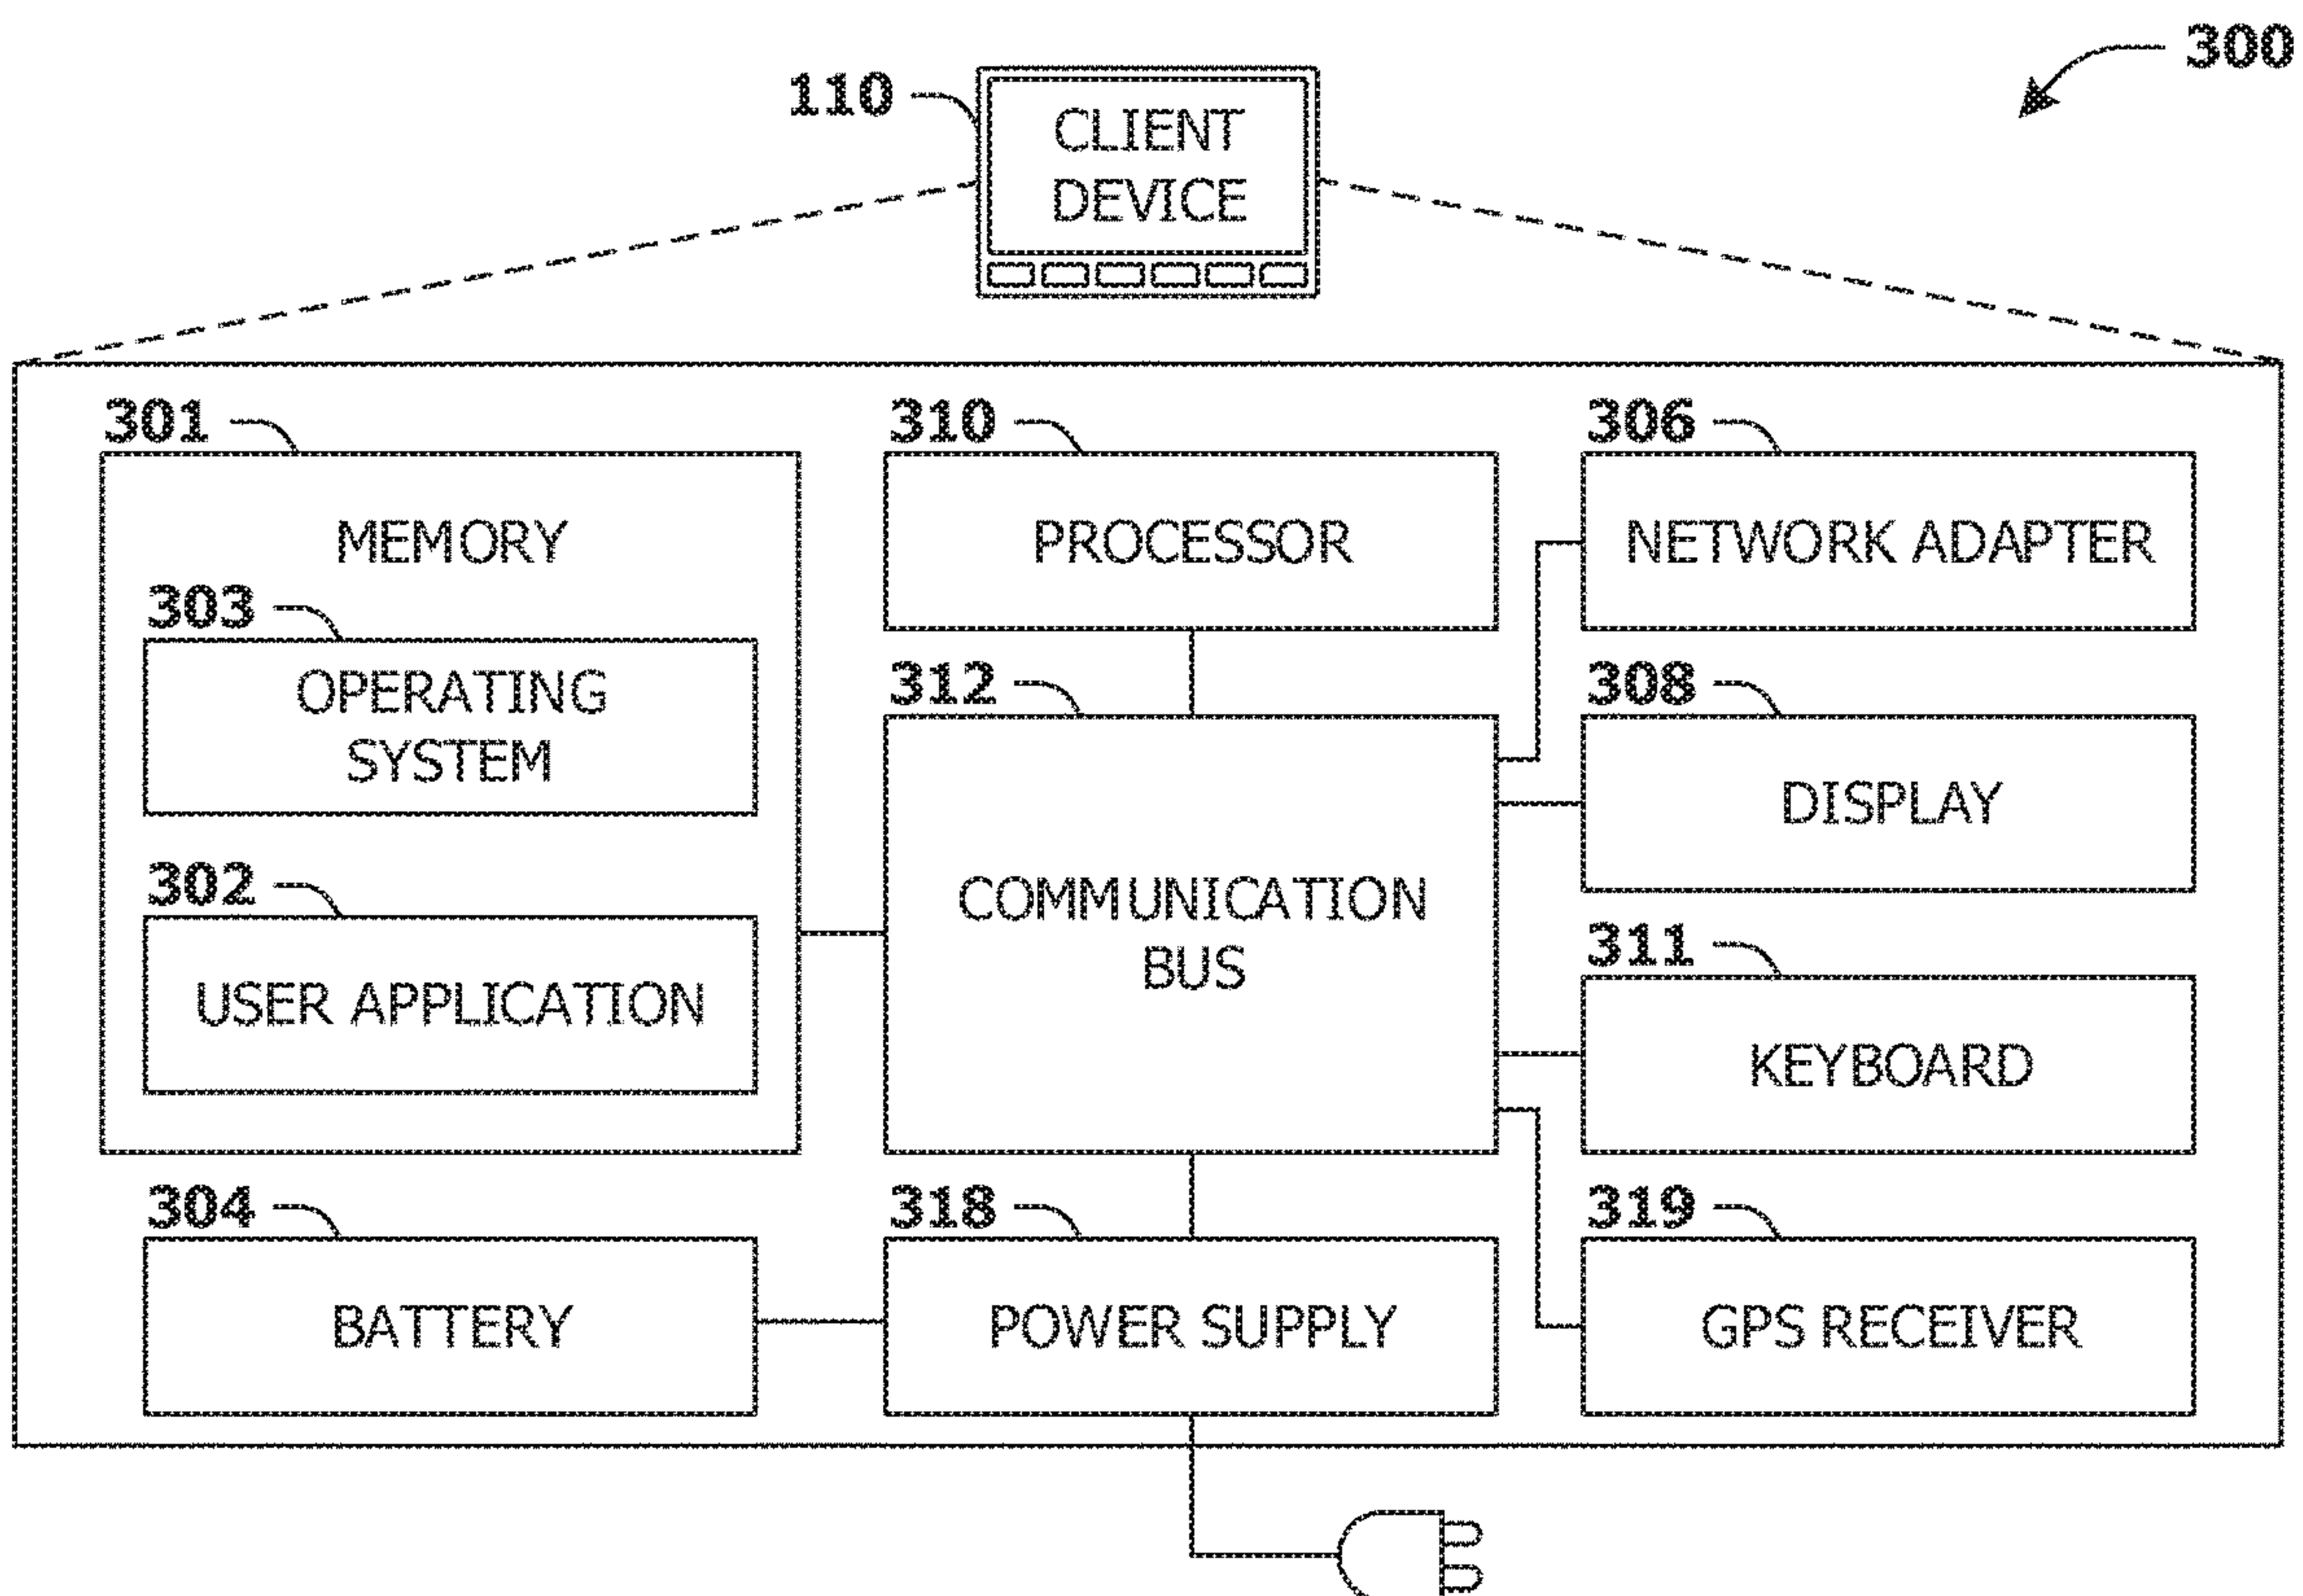 300
110
CLIENT
DEVICE
301
310
306
MEMORY
PROCESSOR
NETWORK ADAPTER
303
OPERATING
SYSTEM
312
308
DISPLAY
302
USER APPLICATION
COMMUNICATION
BUS
311
KEYBOARD
304
318
319
BATTERY
POWER SUPPLY
GPS RECEIVER